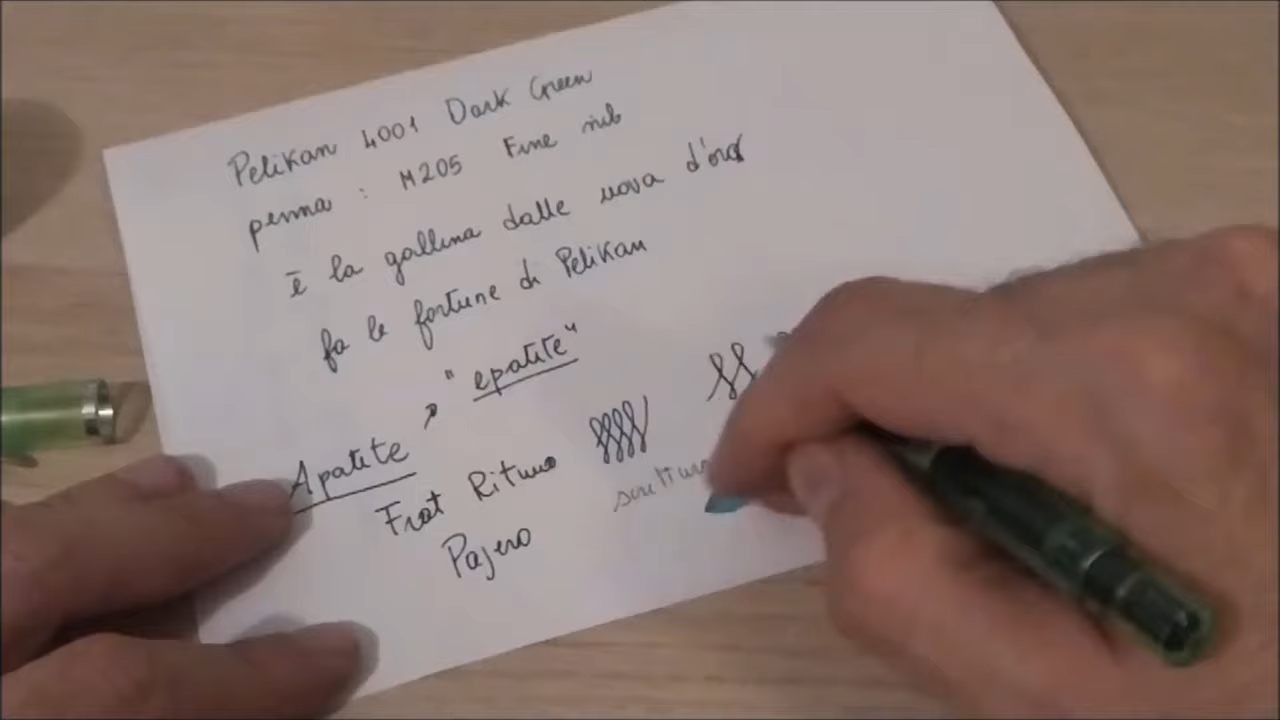 Pelikan 4001 Dark Green
penna : M205 Fine nib
è la gallina dalle uova d'oro
fa le fortune di Pelikan
"epatite"
Apatite
Fiat Ritmo
Pajero